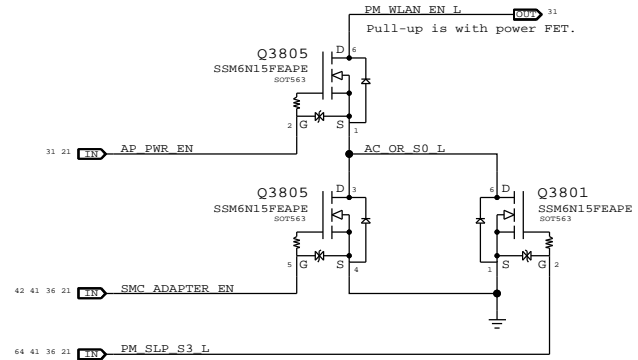 PM_WLAN_EN_L OUT 31
Pull-up is with power FET.
D 6
Q3805
SSM6N15FEAPE
SOT563
2 G S 1
31 21 IN AP_PWR_EN
AC_OR_S0_L
Q3805 D 3 6 D Q3801
SSM6N15FEAPE SSM6N15FEAPE
SOT563 SOT563
5 G S 4 1 S G 2
42 41 36 21 IN SMC_ADAPTER_EN
64 41 36 21 IN PM_SLP_S3_L